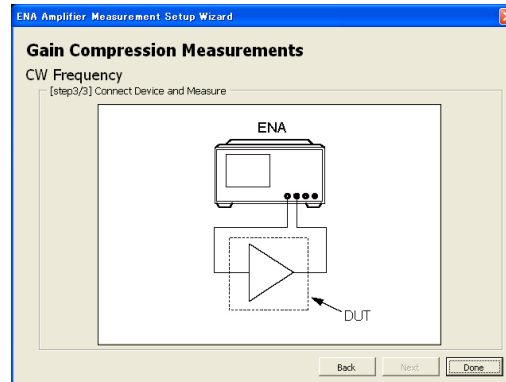 ENA Amplifier Measurement Setup Wizard
Gain Compression Measurements
CW Frequency
[step3/3] Connect Device and Measure
ENA
DUT
Back
Next
Done